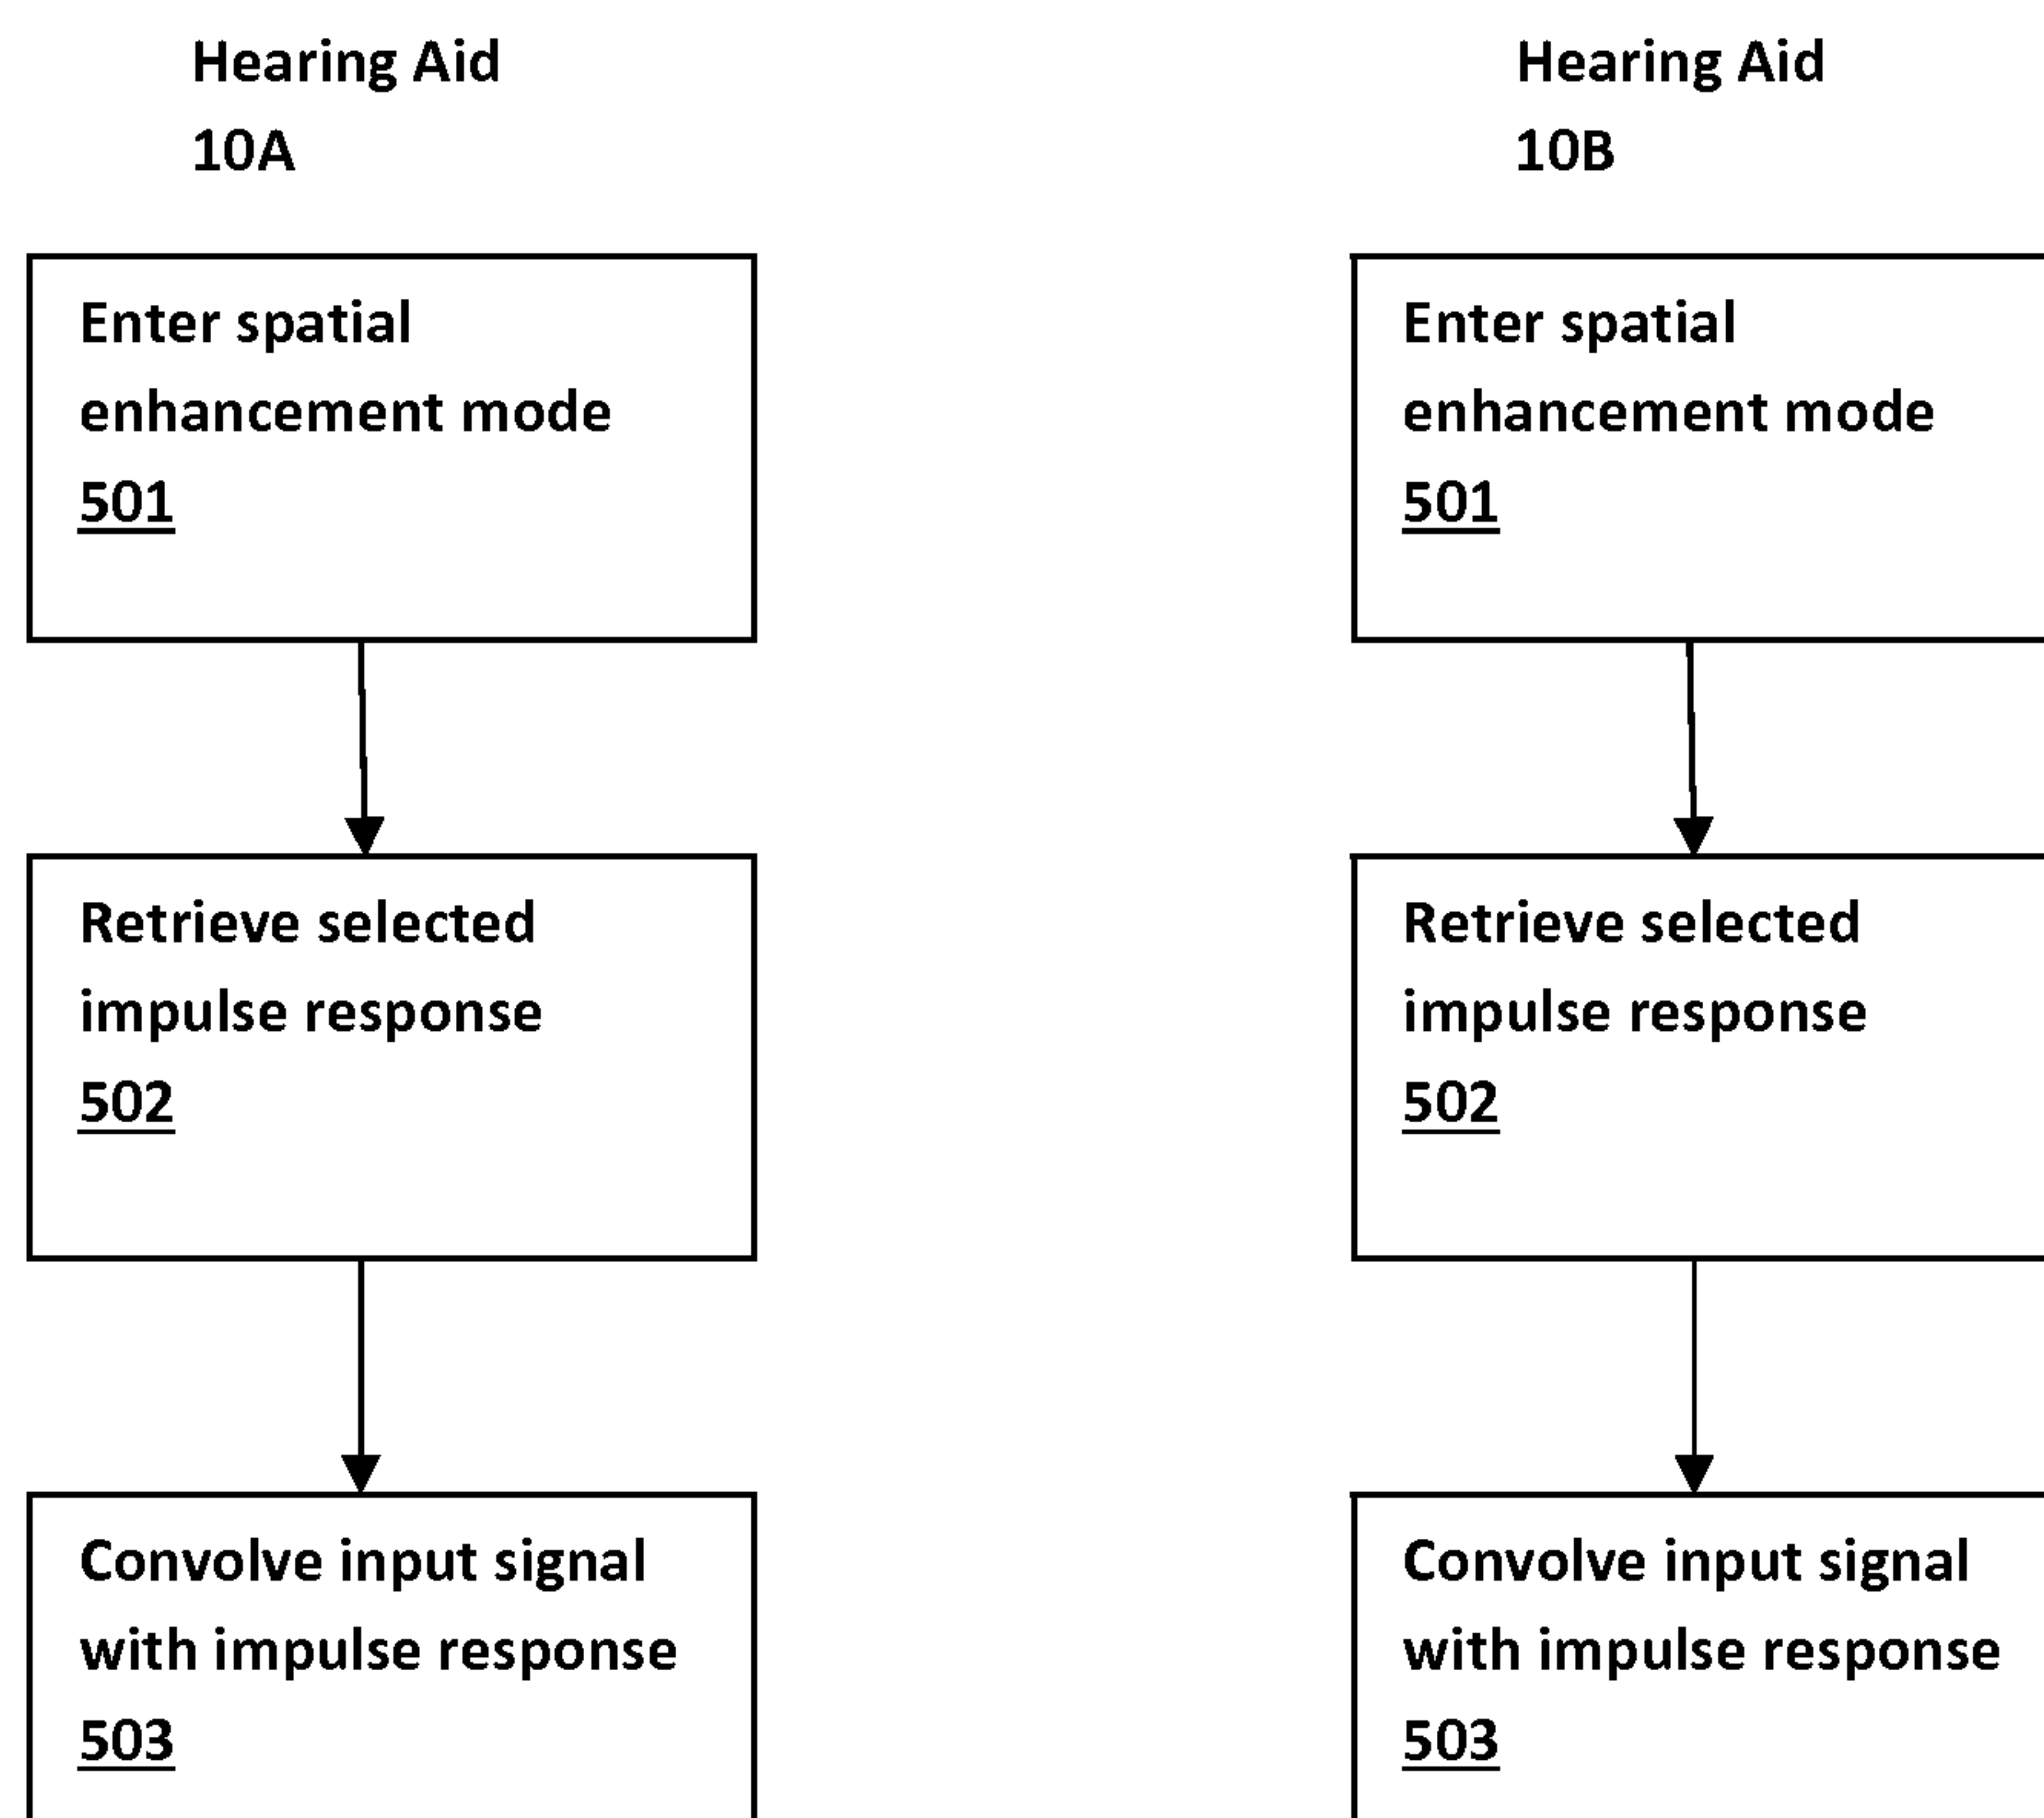 Hearing Aid
10A
Enter spatial
enhancement mode
501
Retrieve selected
impulse response
502
Convolve input signal
with impulse response
503
Hearing Aid
10B
Enter spatial
enhancement mode
501
Retrieve selected
impulse response
502
Convolve input signal
with impulse response
503